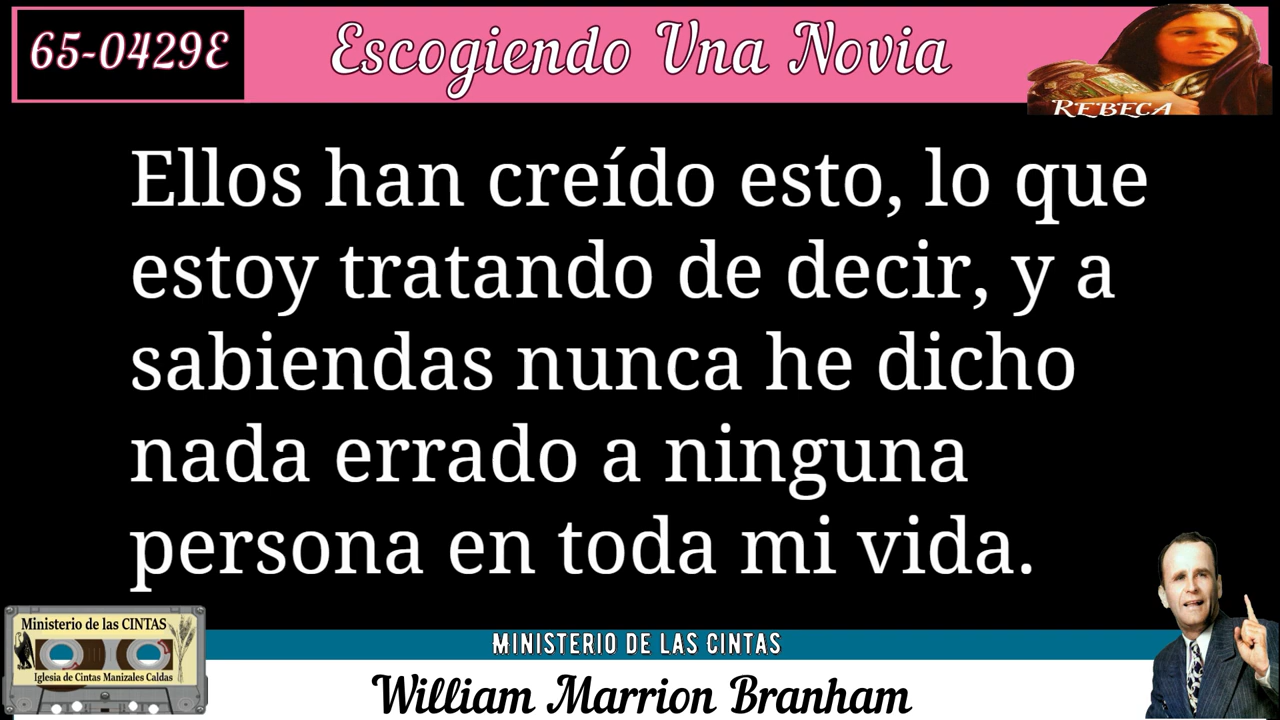 65-0429E
Escogiendo Una Novia
REBECA
Ellos han creído esto, lo que
estoy tratando de decir, y a
sabiendas nunca he dicho
nada errado a ninguna
persona en toda mi vida.
Ministerio de las CINTAS
Iglesia de Cintas Manizales Caldas
MINISTERIO DE LAS CINTAS
William Marrion Branham